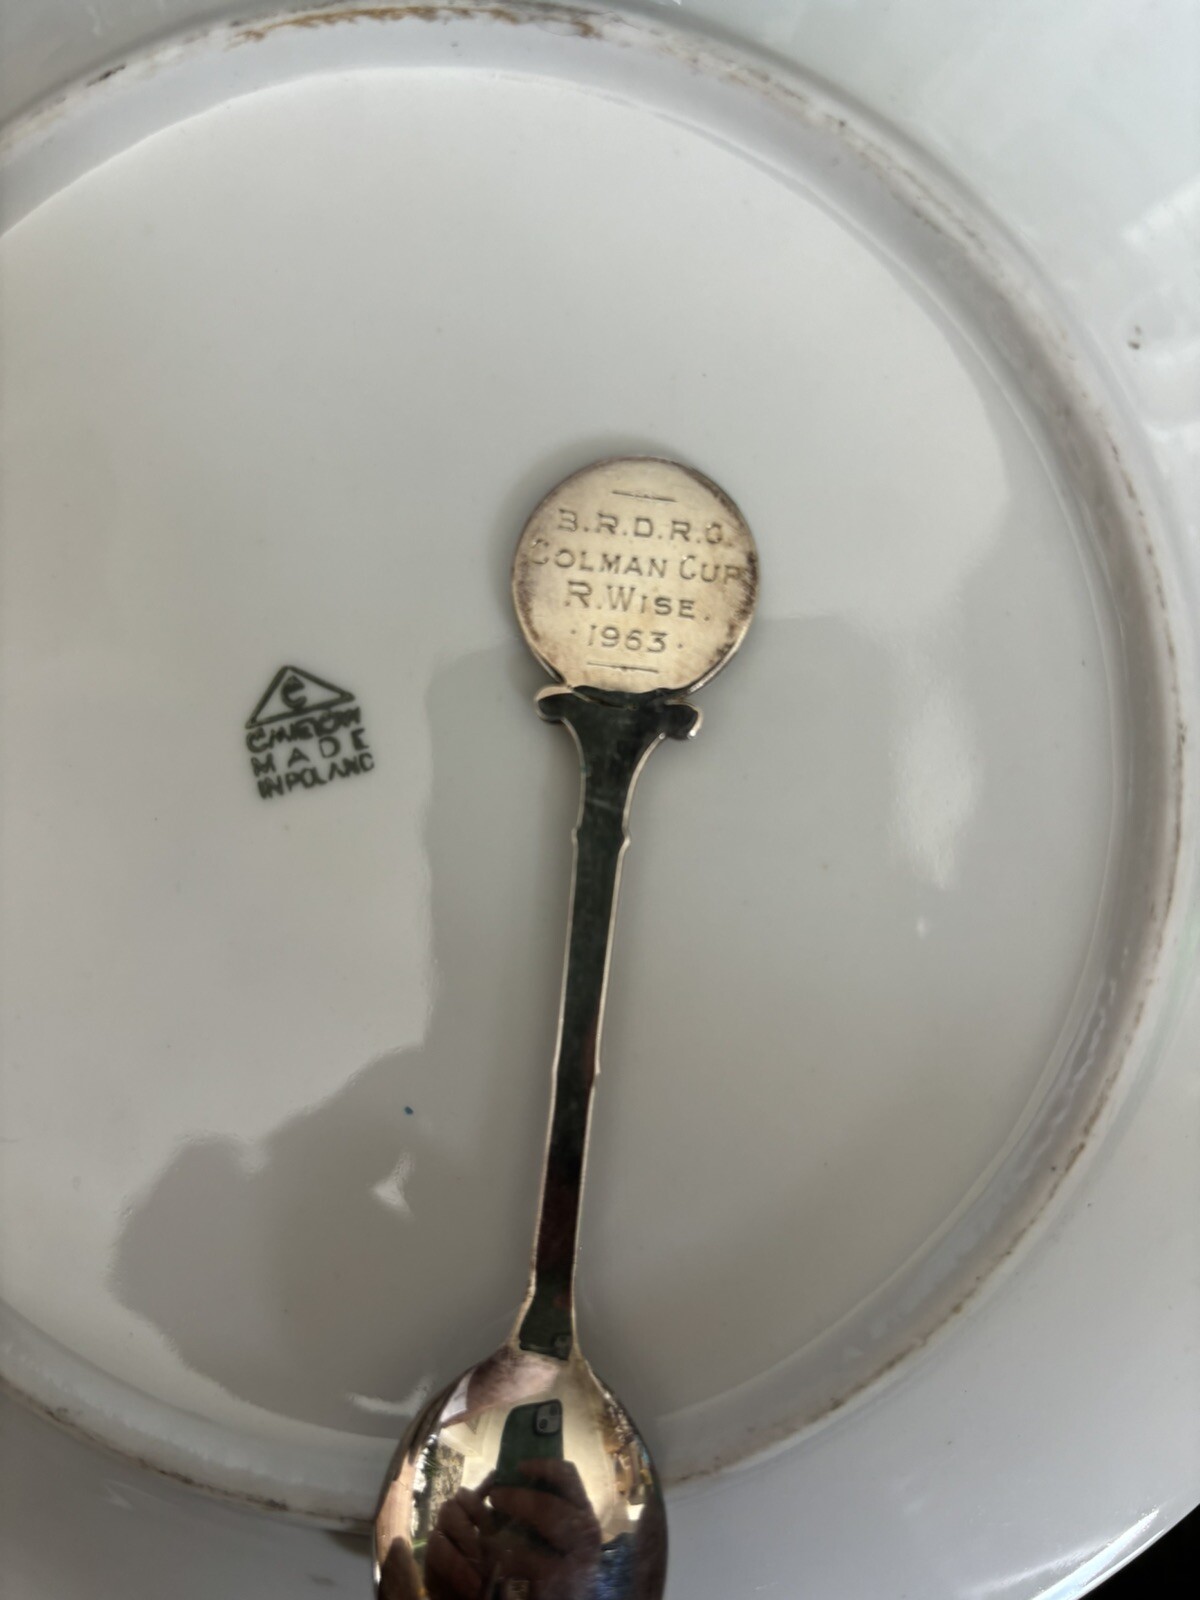 B.R.D.R.C.
COLMAN CUP
R. WISE.
· 1963 ·
C
ĆMIELÓW
MADE
IN POLAND